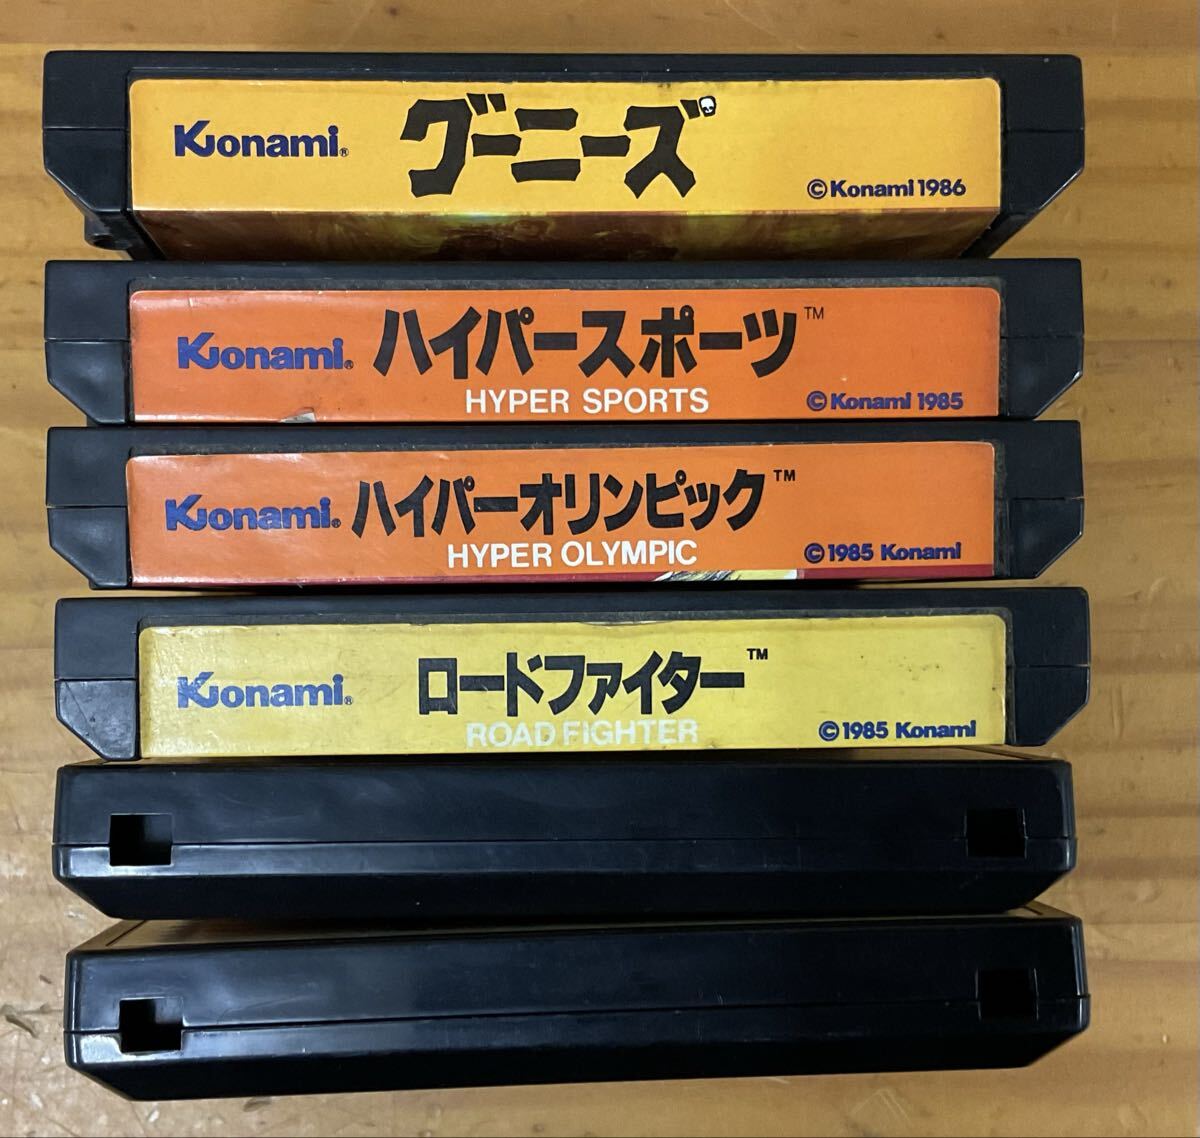 Konami® グーニーズ
©Konami 1986
Konami® ハイパースポーツ™
HYPER SPORTS ©Konami 1985
Konami® ハイパーオリンピック™
HYPER OLYMPIC ©1985 Konami
Konami® ロードファイター™
ROAD FIGHTER ©1985 Konami